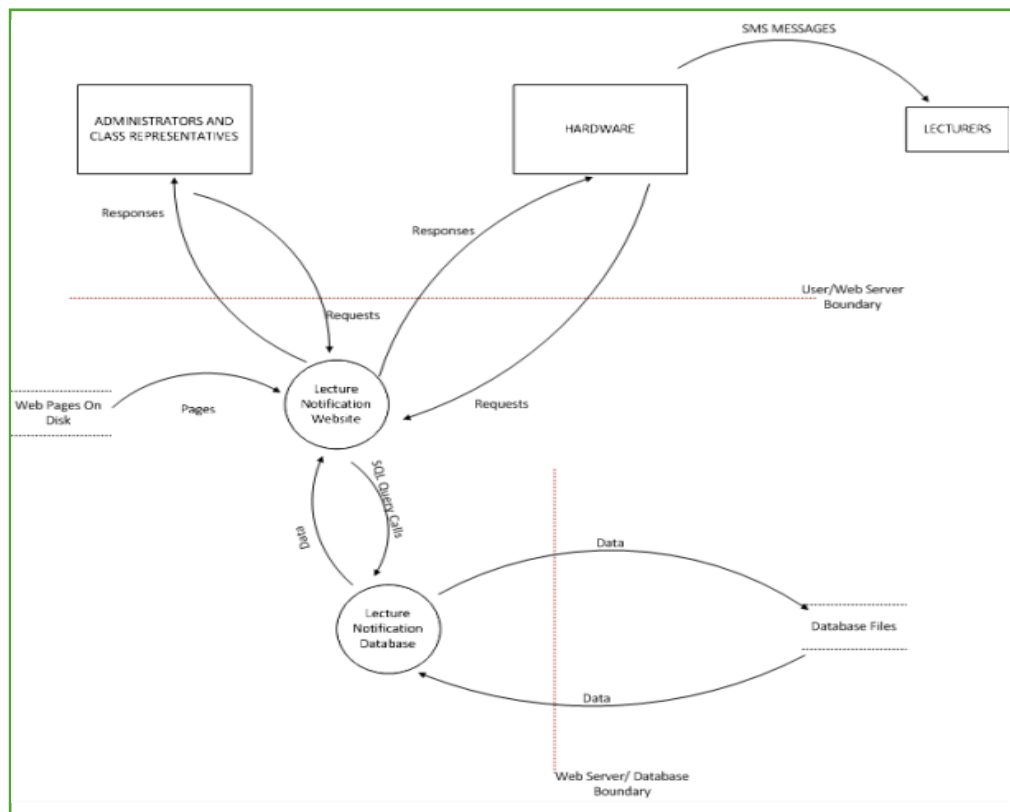 SMS MESSAGES
ADMINISTRATORS AND
CLASS REPRESENTATIVES
HARDWARE
LECTURERS
Responses
Responses
User/Web Server
Boundary
Requests
Lecture
Notification
Website
Web Pages On
Disk
Pages
Requests
SQL Query Calls
Data
Data
Lecture
Notification
Database
Database Files
Data
Web Server/ Database
Boundary